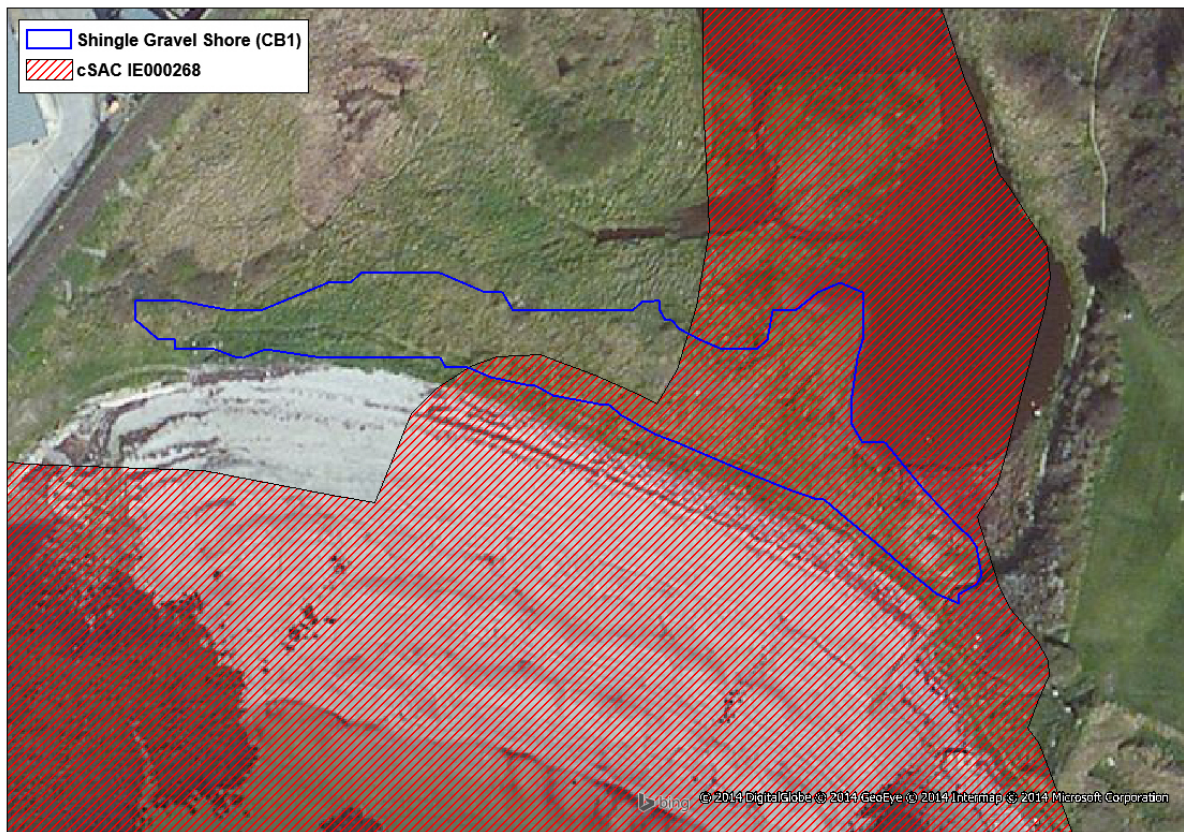 Shingle Gravel Shore (CB1)
cSAC IE000268
bing © 2014 DigitalGlobe © 2014 GeoEye © 2014 Intermap © 2014 Microsoft Corporation